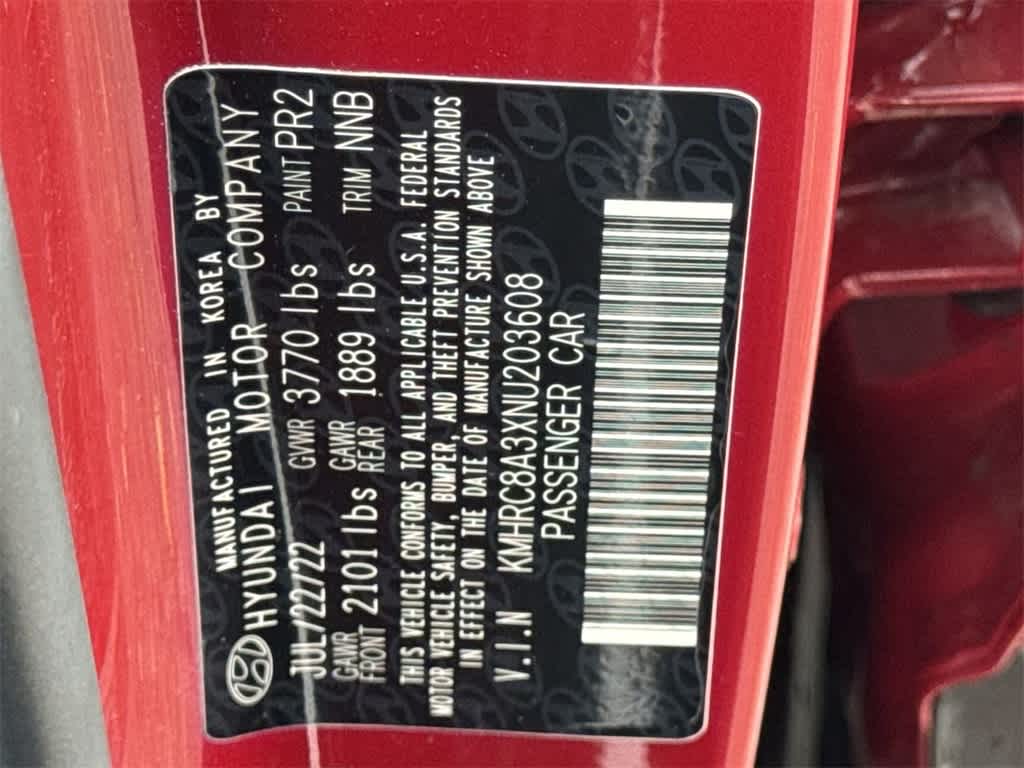 MANUFACTURED IN KOREA BY
HYUNDAI MOTOR COMPANY
JUL/22/22 GVWR 3770 lbs PAINT PR2
GAWR FRONT 2101 lbs GAWR REAR 1889 lbs TRIM NNB
THIS VEHICLE CONFORMS TO ALL APPLICABLE U.S.A. FEDERAL
MOTOR VEHICLE SAFETY, BUMPER, AND THEFT PREVENTION STANDARDS
IN EFFECT ON THE DATE OF MANUFACTURE SHOWN ABOVE
V.I.N KMHRC8A3XNU203608
PASSENGER CAR